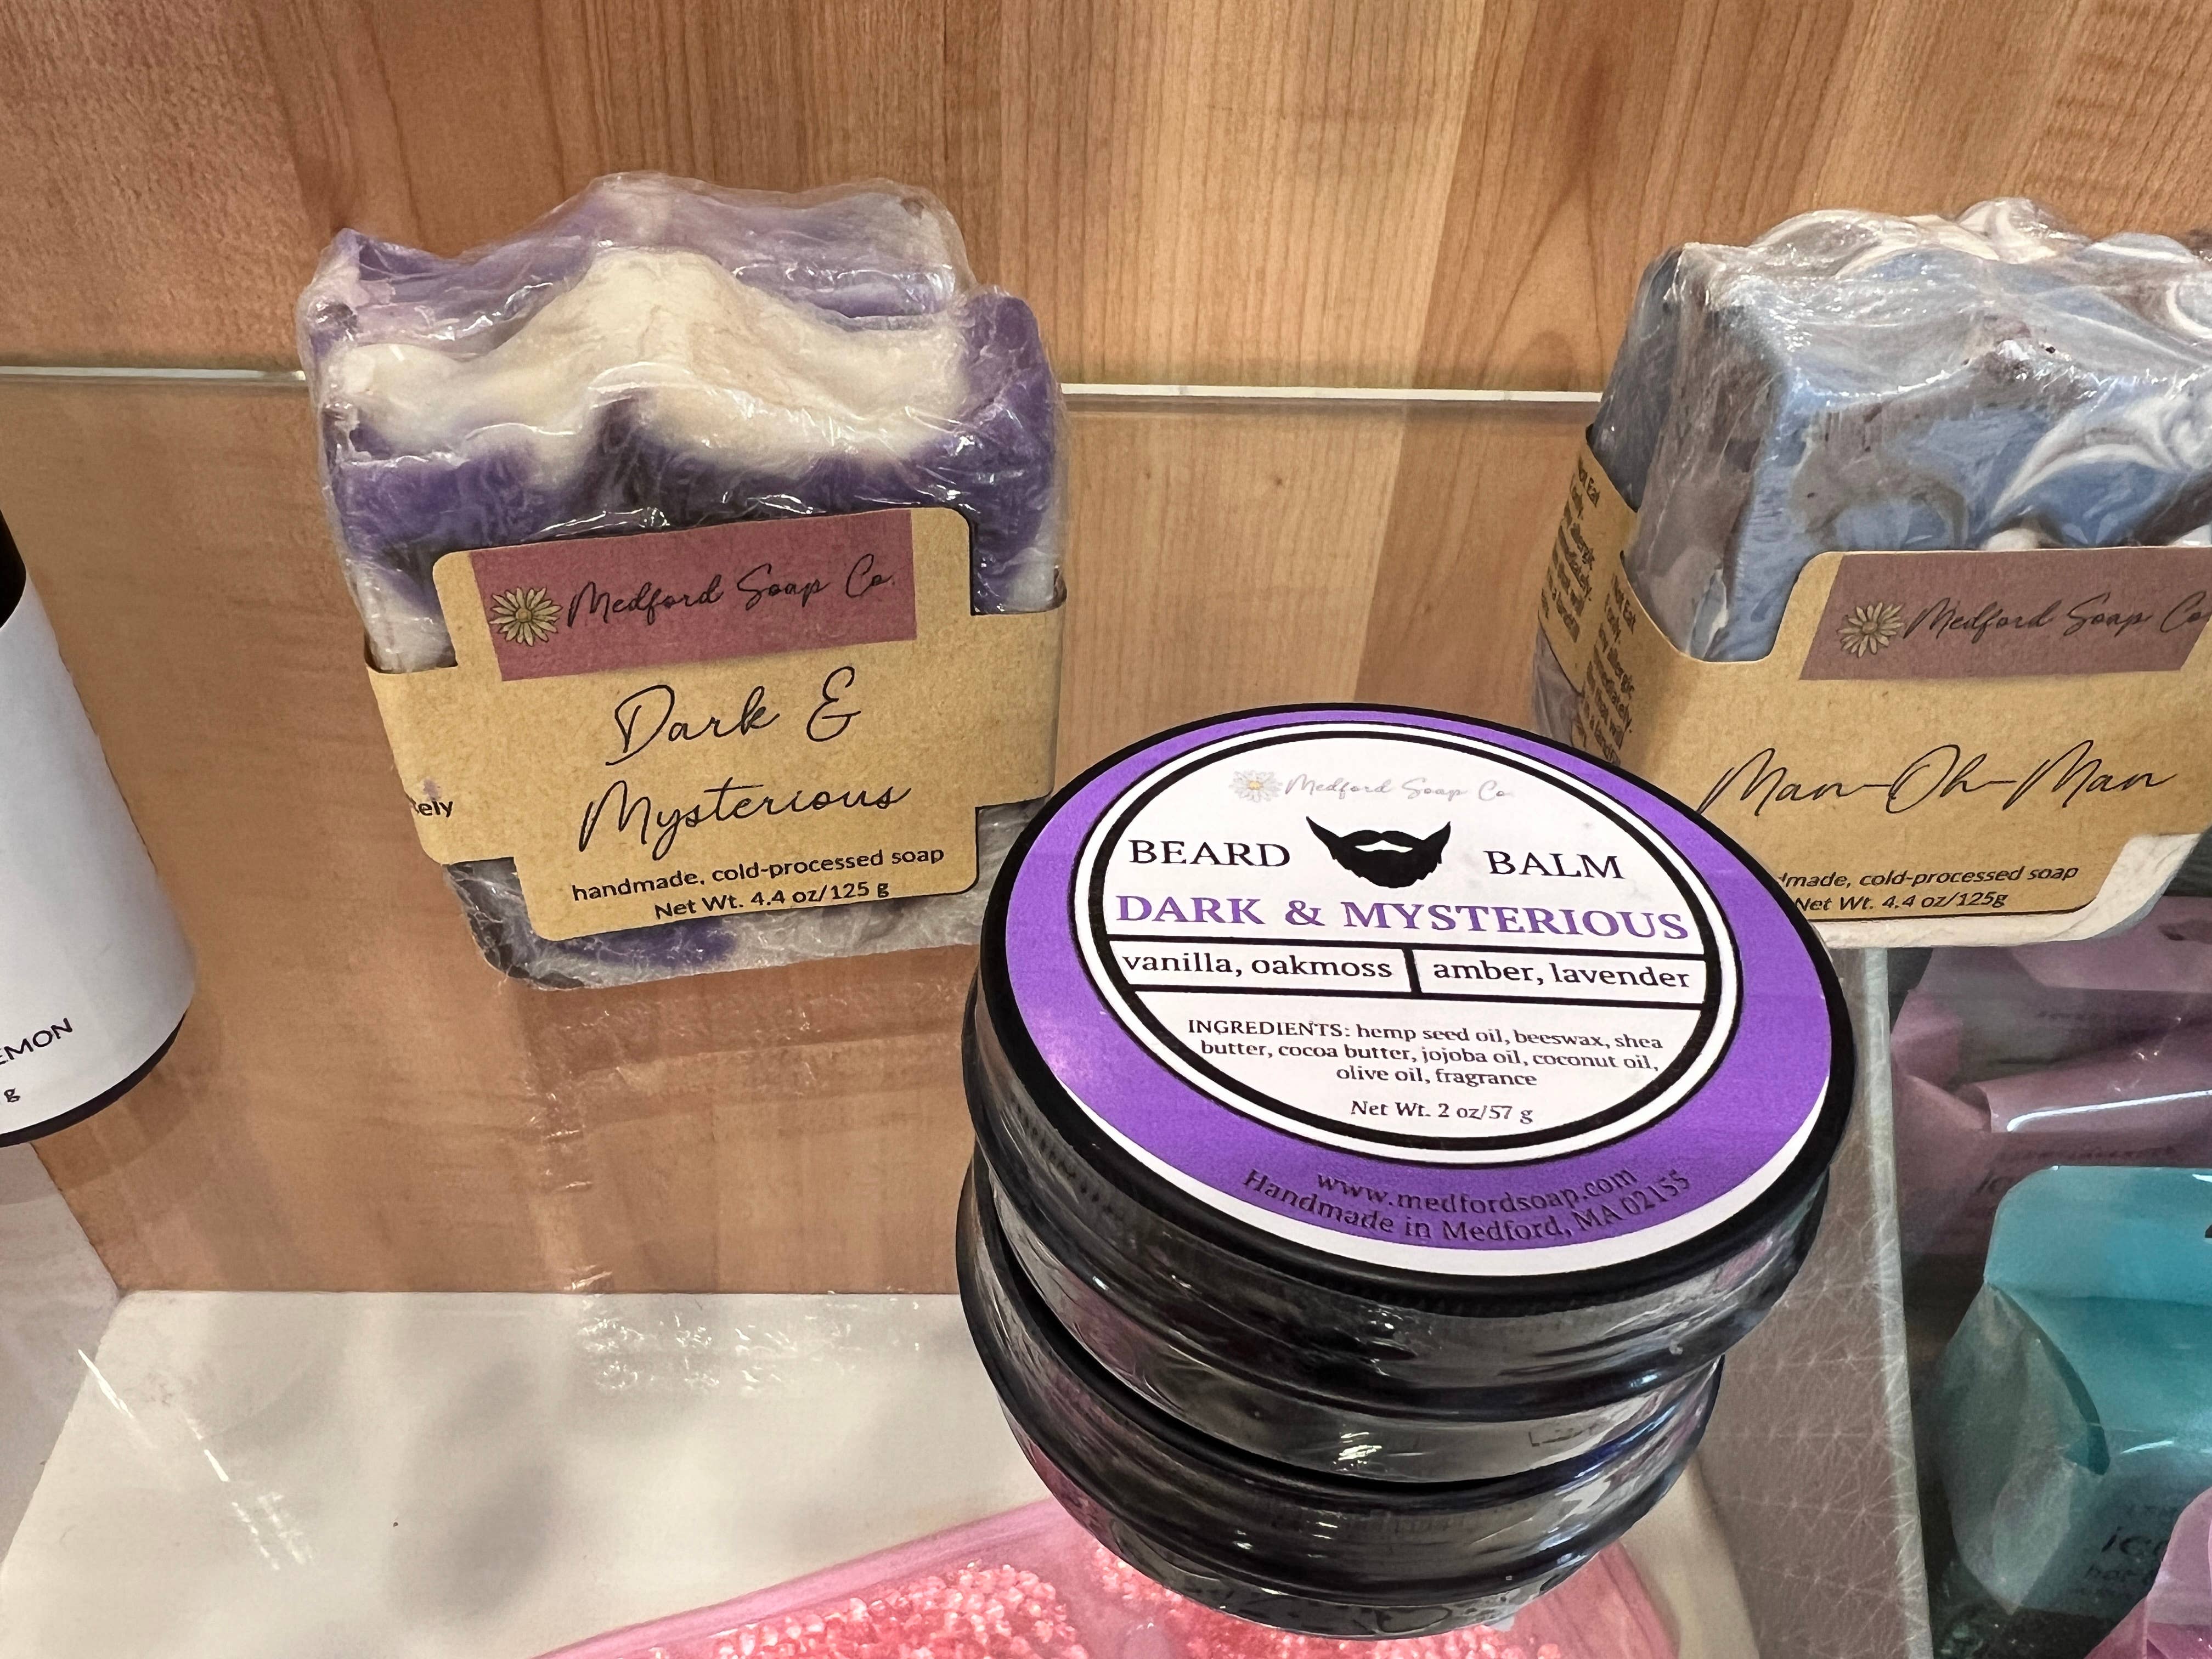 Medford Soap Co.
Dark &
Mysterious
handmade, cold-processed soap
Net Wt. 4.4 oz/125 g
Medford Soap Co.
Man-Oh-Man
cold-processed soap
Net Wt. 4.4 oz/125g
Medford Soap Co.
BEARD BALM
DARK & MYSTERIOUS
vanilla, oakmoss amber, lavender
INGREDIENTS: hemp seed oil, beeswax, shea
butter, cocoa butter, jojoba oil, coconut oil,
olive oil, fragrance
Net Wt. 2 oz/57 g
www.medfordsoap.com
Handmade in Medford, MA 02155
EMON
g